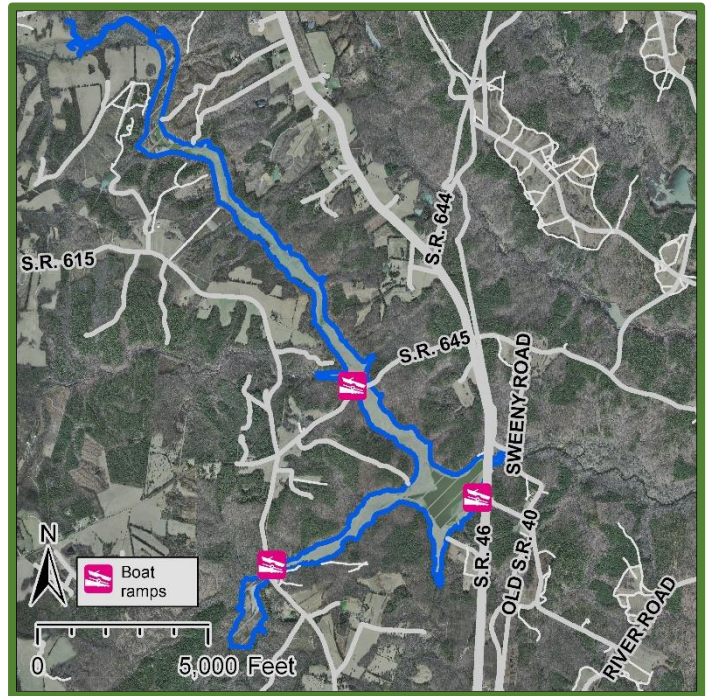 S.R. 644
S.R. 615
S.R. 645
SWEENY ROAD
S.R. 46
OLD S.R. 40
RIVER ROAD
N
Boat
ramps
0
5,000 Feet